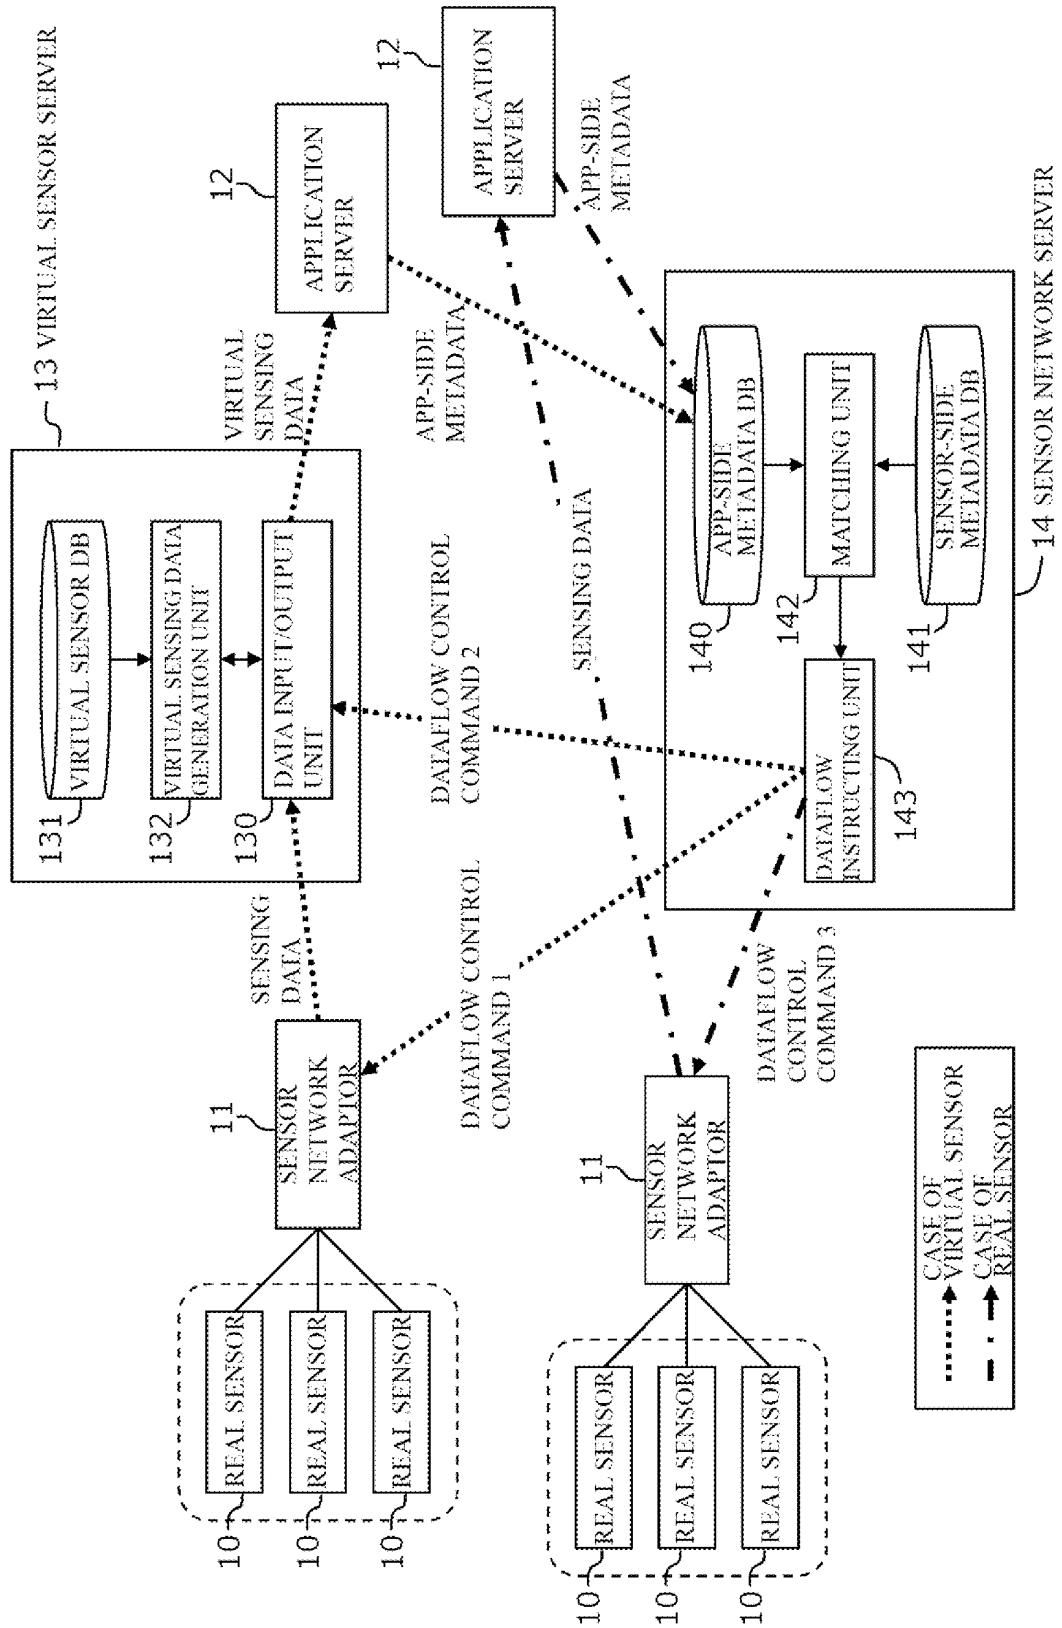 13 VIRTUAL SENSOR SERVER
131
VIRTUAL SENSOR DB
132
VIRTUAL SENSING DATA
GENERATION UNIT
130
DATA INPUT/OUTPUT
UNIT
10
REAL SENSOR
10
REAL SENSOR
10
REAL SENSOR
11
SENSOR
NETWORK
ADAPTOR
SENSING
DATA
VIRTUAL
SENSING
DATA
12
APPLICATION
SERVER
12
APPLICATION
SERVER
APP-SIDE
METADATA
APP-SIDE
METADATA
DATAFLOW CONTROL
COMMAND 1
DATAFLOW CONTROL
COMMAND 2
SENSING DATA
10
REAL SENSOR
10
REAL SENSOR
10
REAL SENSOR
11
SENSOR
NETWORK
ADAPTOR
DATAFLOW
CONTROL
COMMAND 3
140
APP-SIDE
METADATA DB
142
MATCHING UNIT
141
SENSOR-SIDE
METADATA DB
DATAFLOW
INSTRUCTING UNIT
143
14 SENSOR NETWORK SERVER
CASE OF
VIRTUAL SENSOR
CASE OF
REAL SENSOR